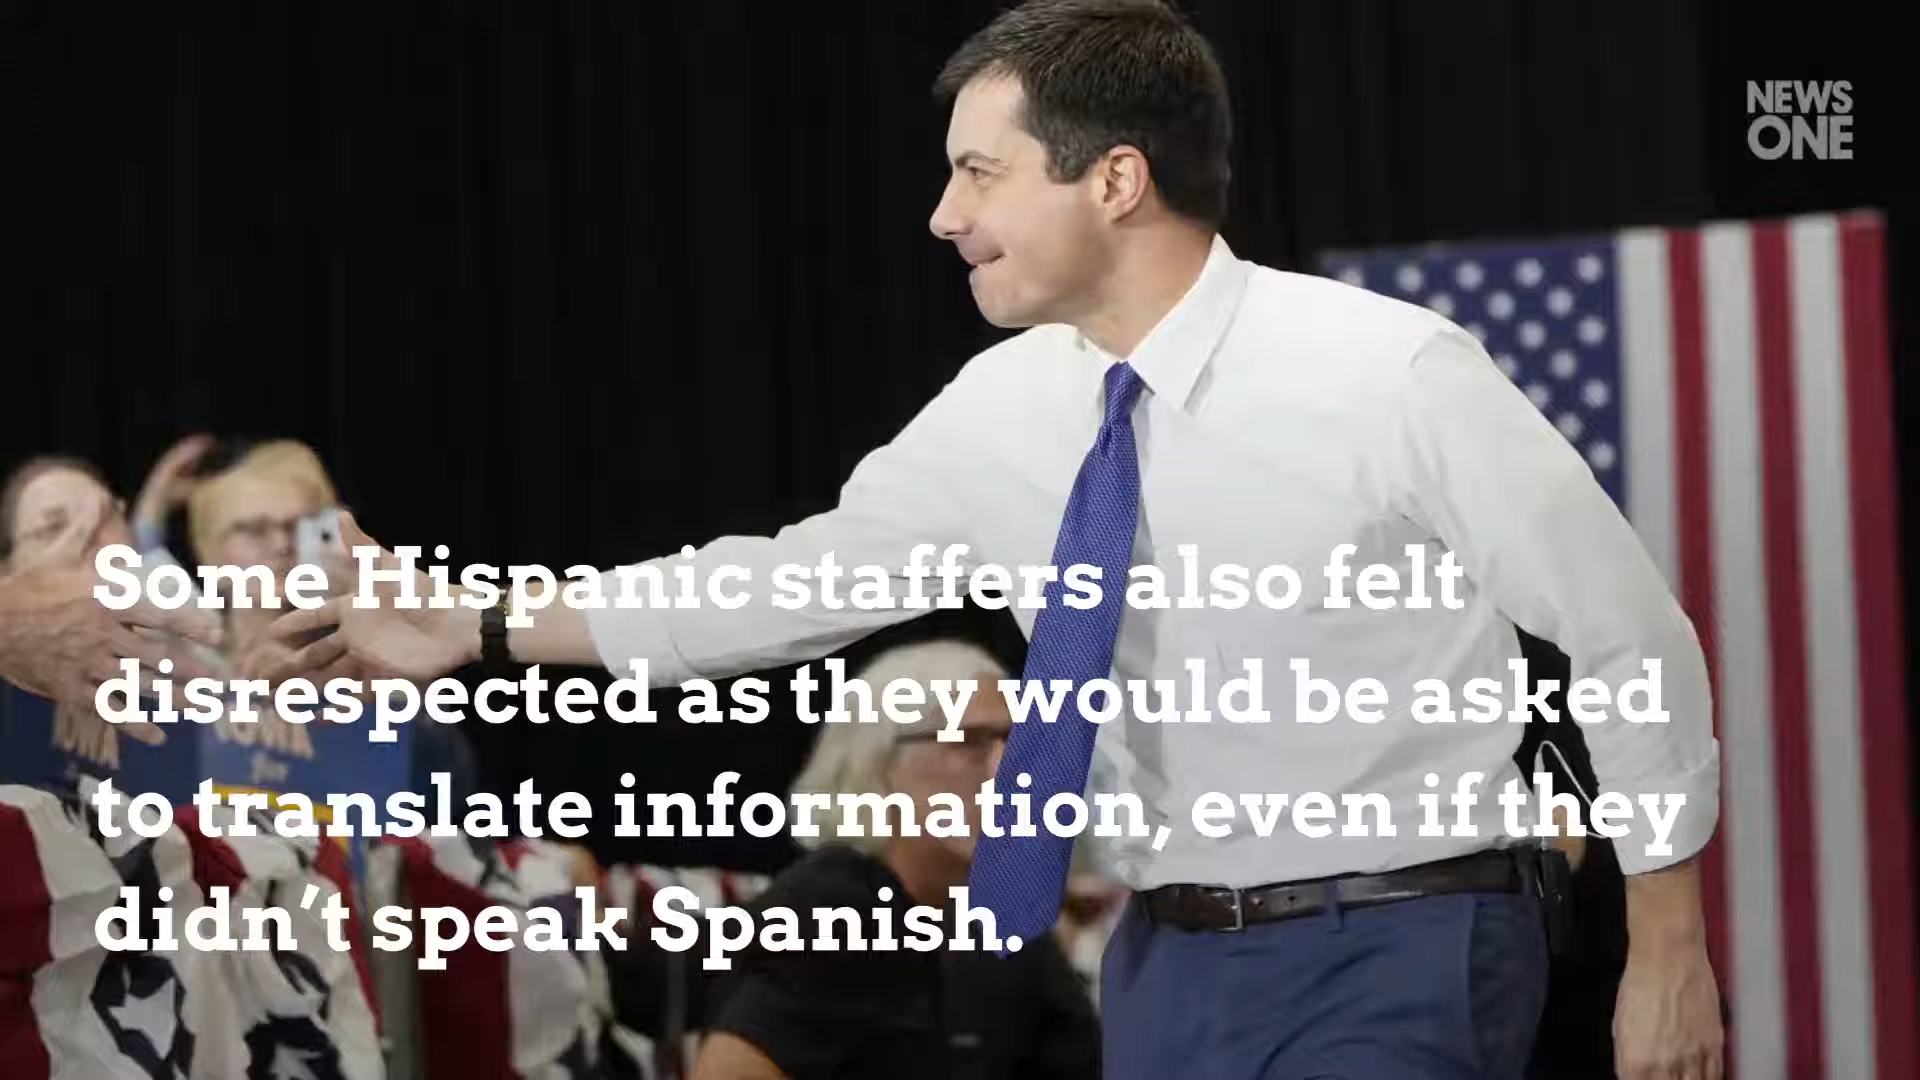 NEWS
ONE
Some Hispanic staffers also felt
disrespected as they would be asked
to translate information, even if they
didn’t speak Spanish.